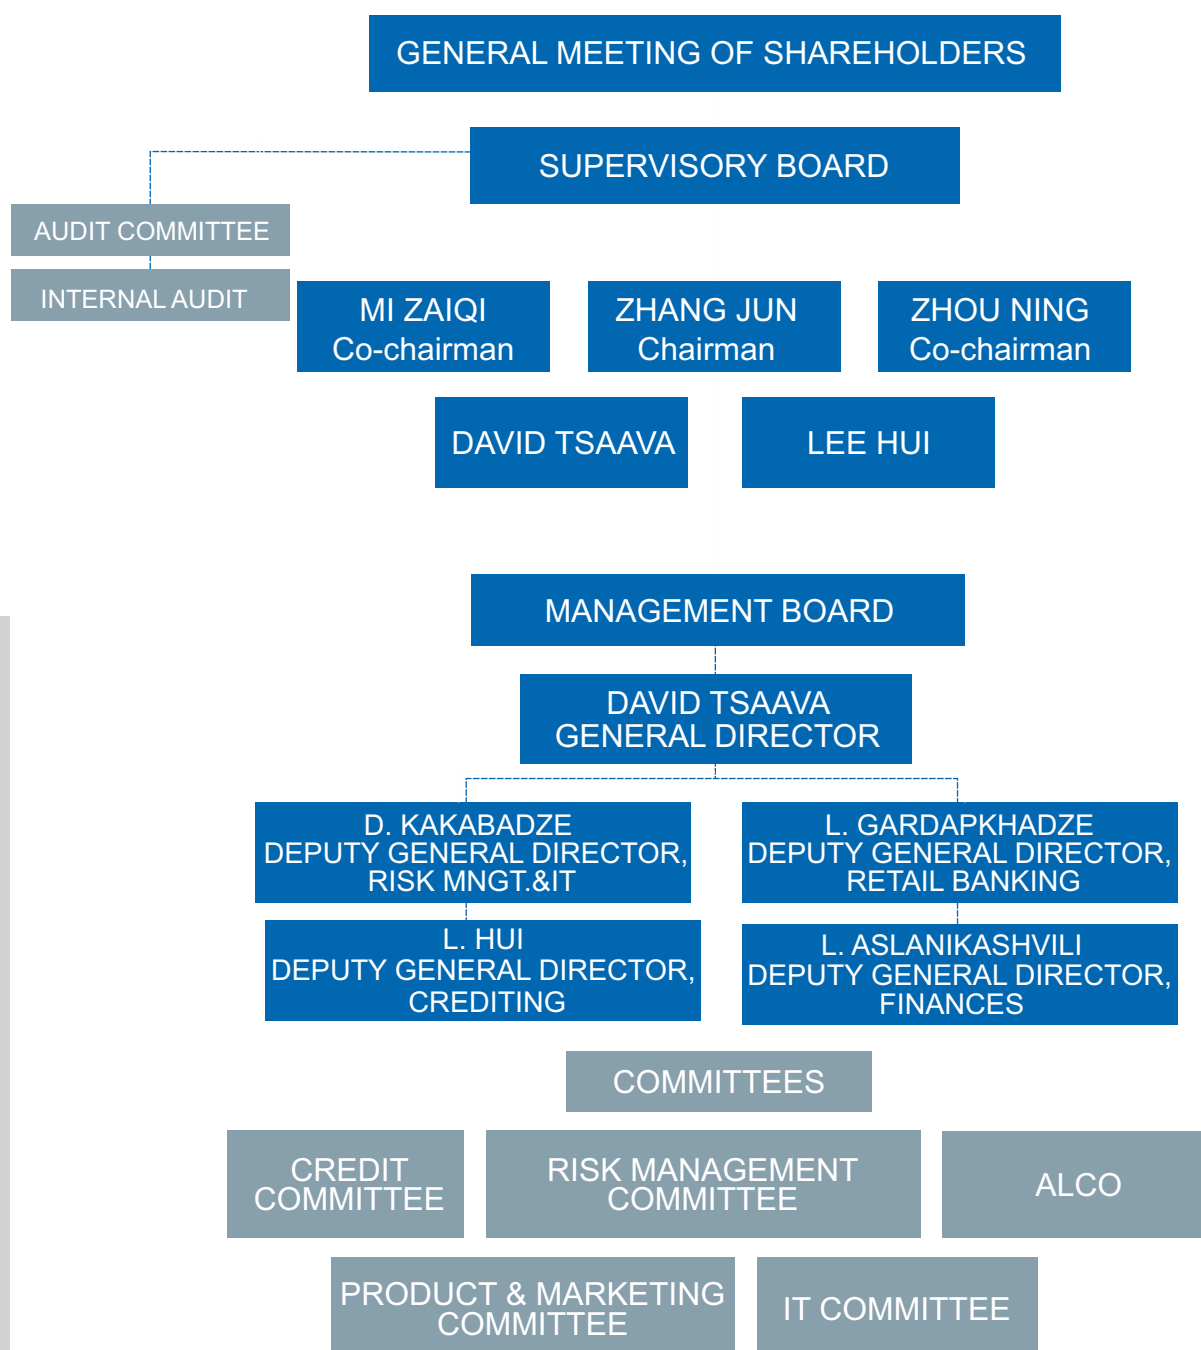 GENERAL MEETING OF SHAREHOLDERS
SUPERVISORY BOARD
AUDIT COMMITTEE
INTERNAL AUDIT
MI ZAIQI
Co-chairman
ZHANG JUN
Chairman
ZHOU NING
Co-chairman
DAVID TSAAVA
LEE HUI
MANAGEMENT BOARD
DAVID TSAAVA
GENERAL DIRECTOR
D. KAKABADZE
DEPUTY GENERAL DIRECTOR,
RISK MNGT.&IT
L. GARDAPKHADZE
DEPUTY GENERAL DIRECTOR,
RETAIL BANKING
L. HUI
DEPUTY GENERAL DIRECTOR,
CREDITING
L. ASLANIKASHVILI
DEPUTY GENERAL DIRECTOR,
FINANCES
COMMITTEES
CREDIT
COMMITTEE
RISK MANAGEMENT
COMMITTEE
ALCO
PRODUCT & MARKETING
COMMITTEE
IT COMMITTEE